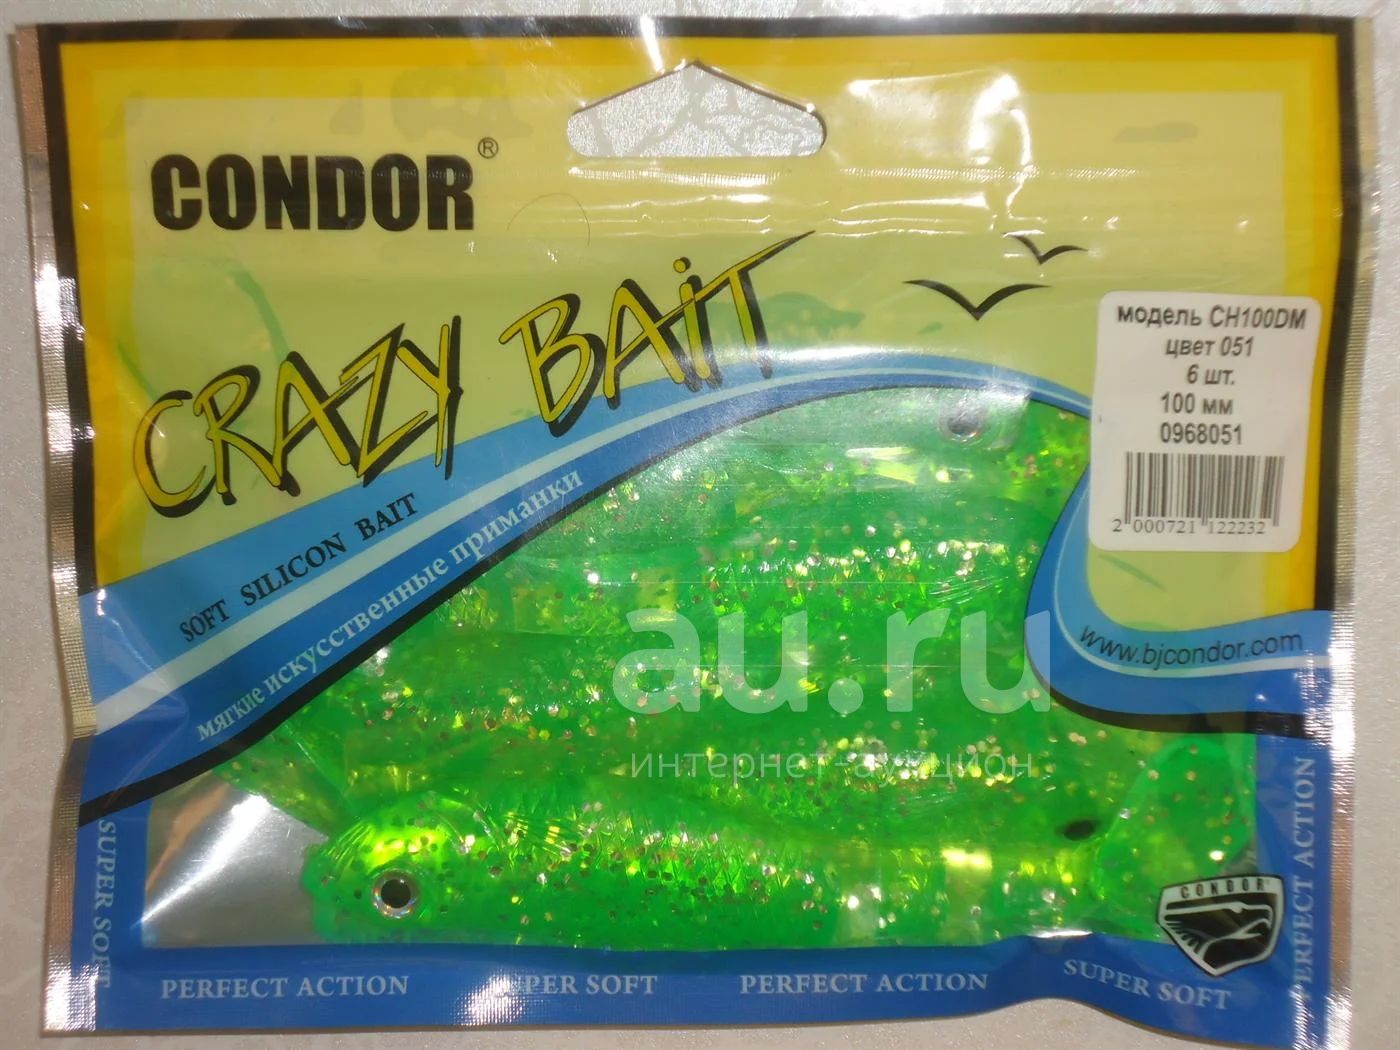 CONDOR®
CRAZY BAIT
SOFT SILICON BAIT
мягкие искусственные приманки
модель CH100DM
цвет 051
6 шт.
100 мм
0968051
2 000721 122232
www.bjcondor.com
au.ru
интернет-аукцион
SUPER SOFT
PERFECT ACTION
CONDOR
PERFECT ACTION
SUPER SOFT
PERFECT ACTION
SUPER SOFT